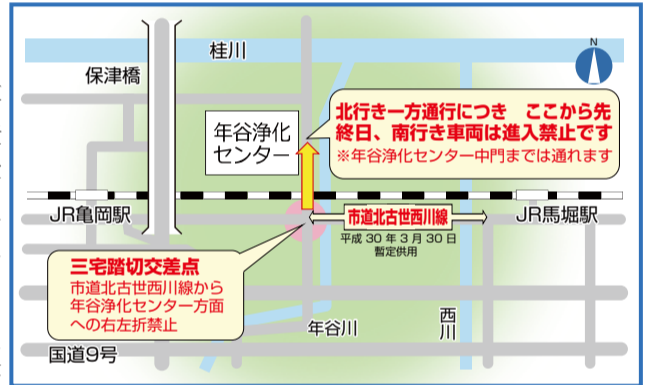 N
桂川
保津橋
年谷浄化
センター
北行き一方通行につき　ここから先
終日、南行き車両は進入禁止です
※年谷浄化センター中門までは通れます
JR亀岡駅
市道北古世西川線
JR馬堀駅
平成 30 年 3 月 30 日
暫定供用
三宅踏切交差点
市道北古世西川線から
年谷浄化センター方面
への右左折禁止
年谷川
西川
国道9号